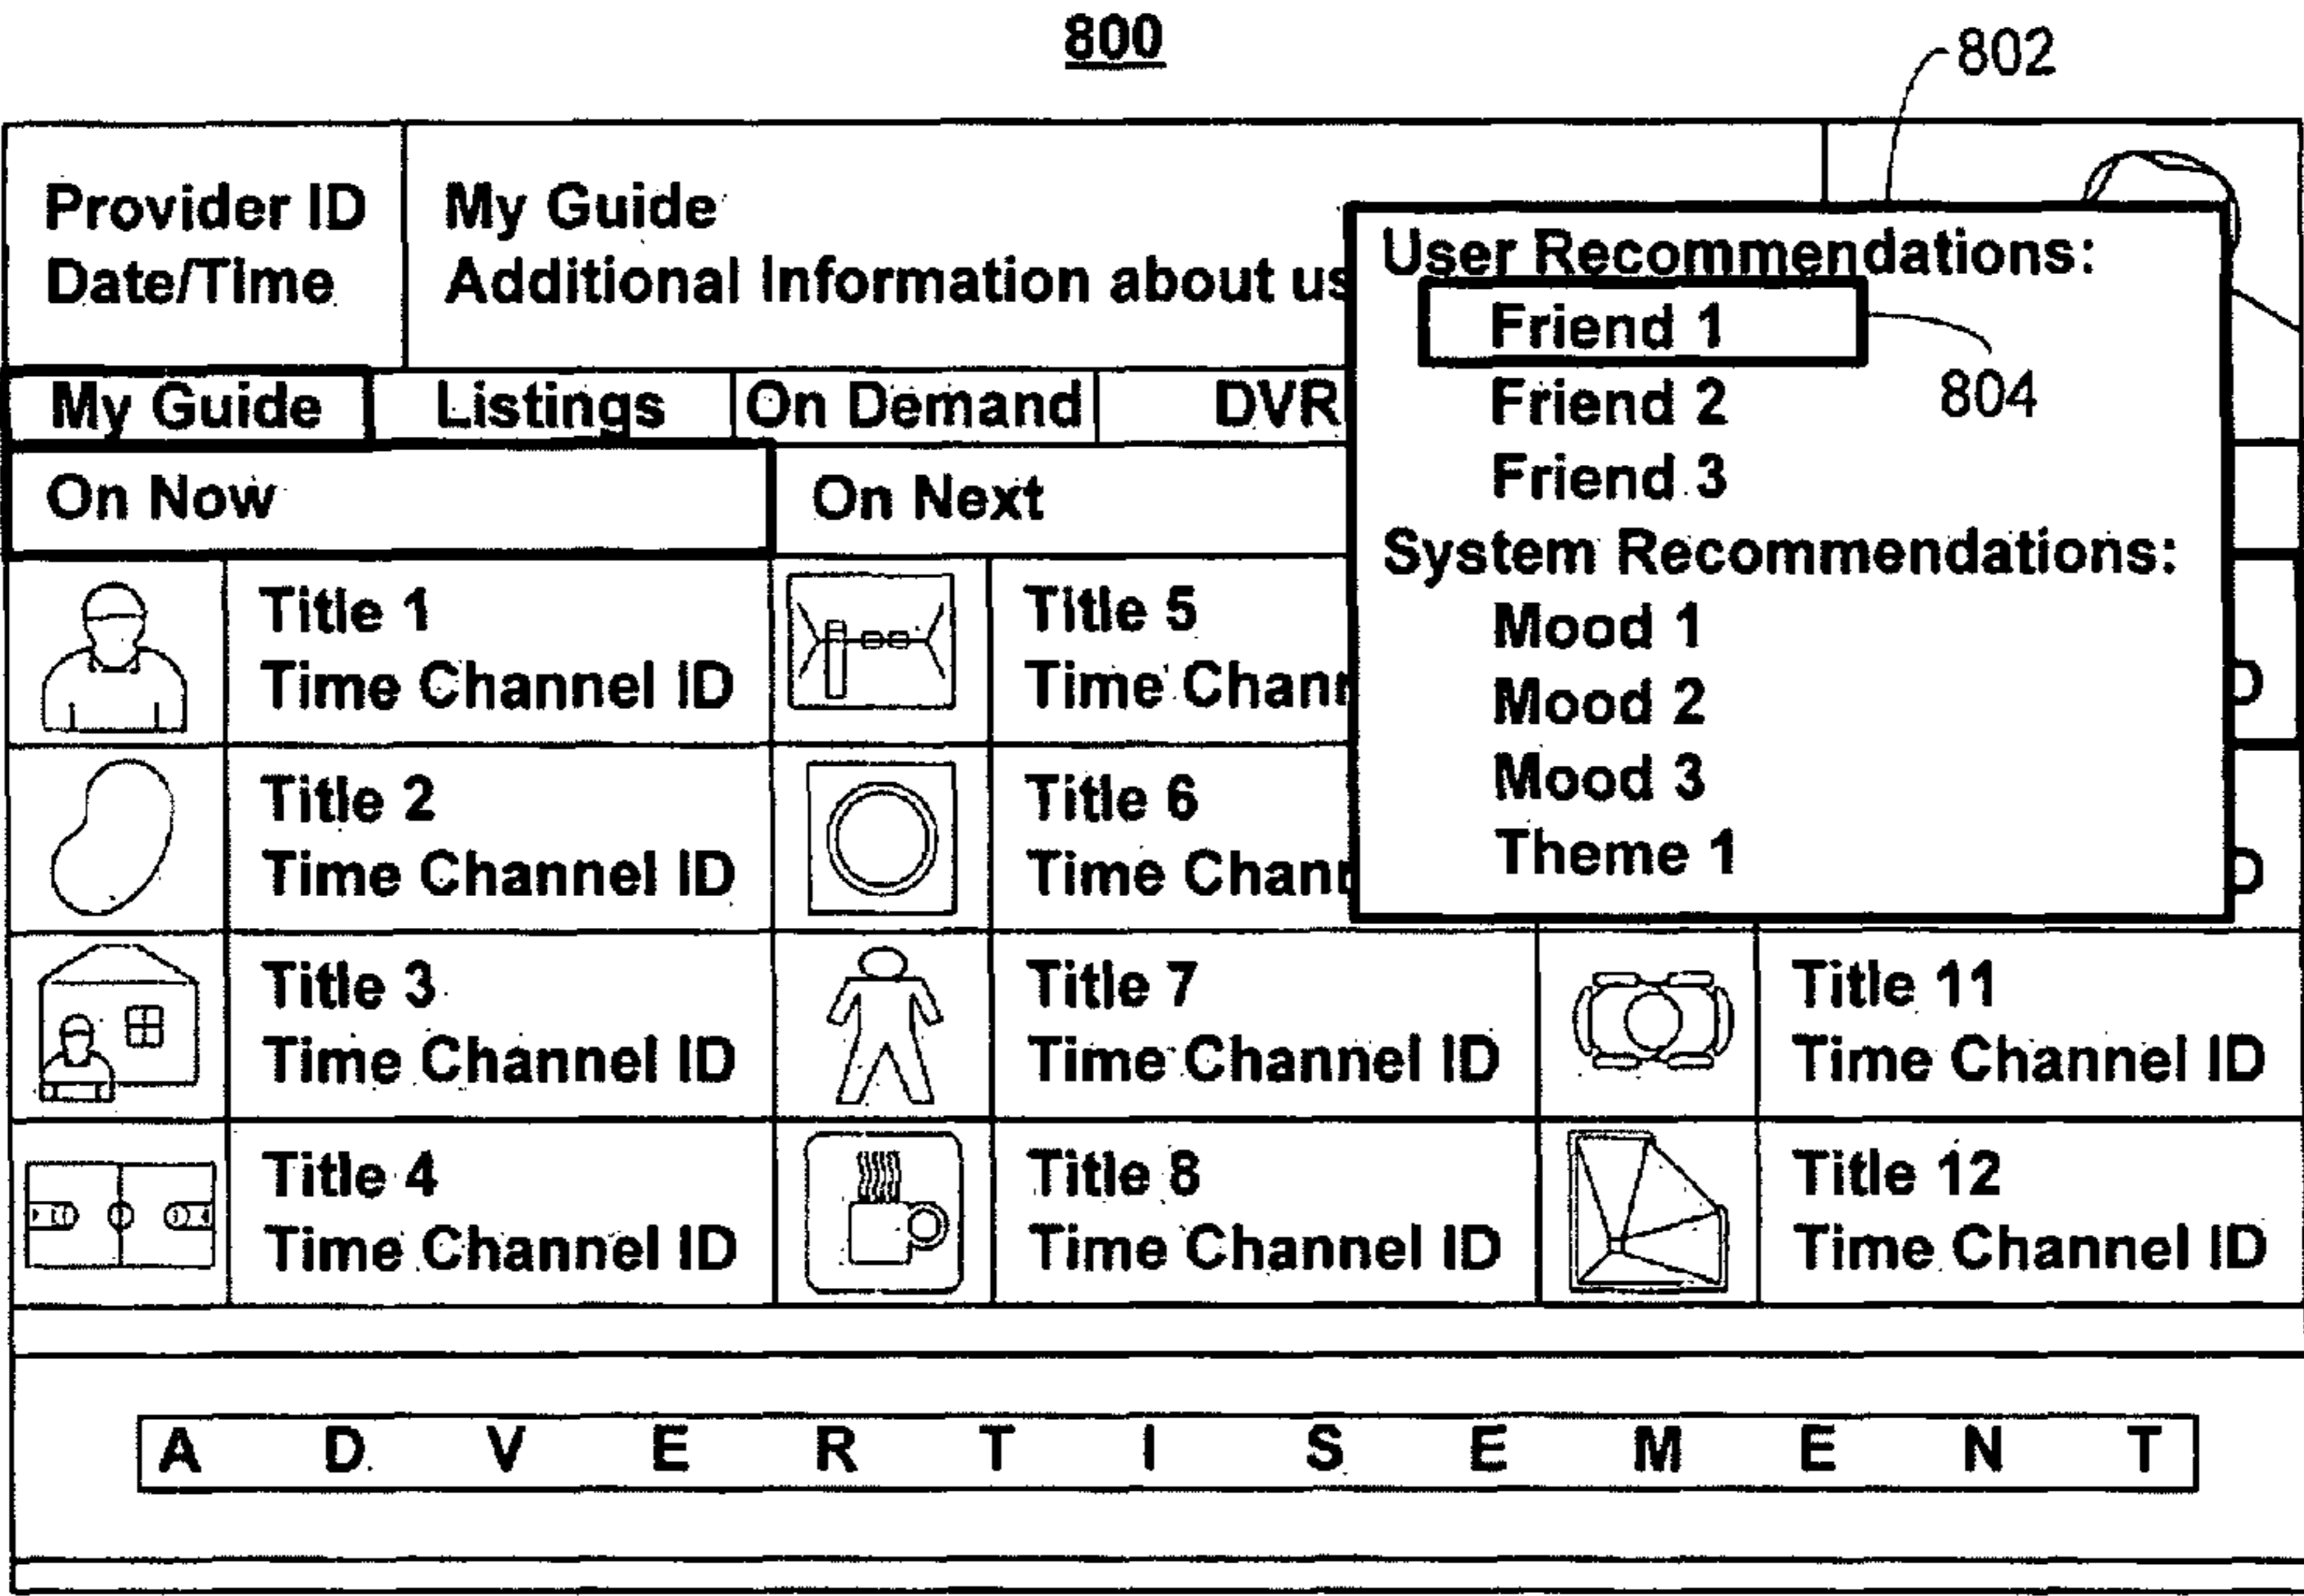 800
802
Provider ID
Date/Time
My Guide
Additional Information about us
User Recommendations:
Friend 1
804
Friend 2
Friend 3
System Recommendations:
Mood 1
Mood 2
Mood 3
Theme 1
My Guide
Listings
On Demand
DVR
On Now
On Next
Title 1
Time Channel ID
Title 5
Time Chann
D
Title 2
Time Channel ID
Title 6
Time Chann
D
Title 3
Time Channel ID
Title 7
Time Channel ID
Title 11
Time Channel ID
Title 4
Time Channel ID
Title 8
Time Channel ID
Title 12
Time Channel ID
A D V E R T I S E M E N T